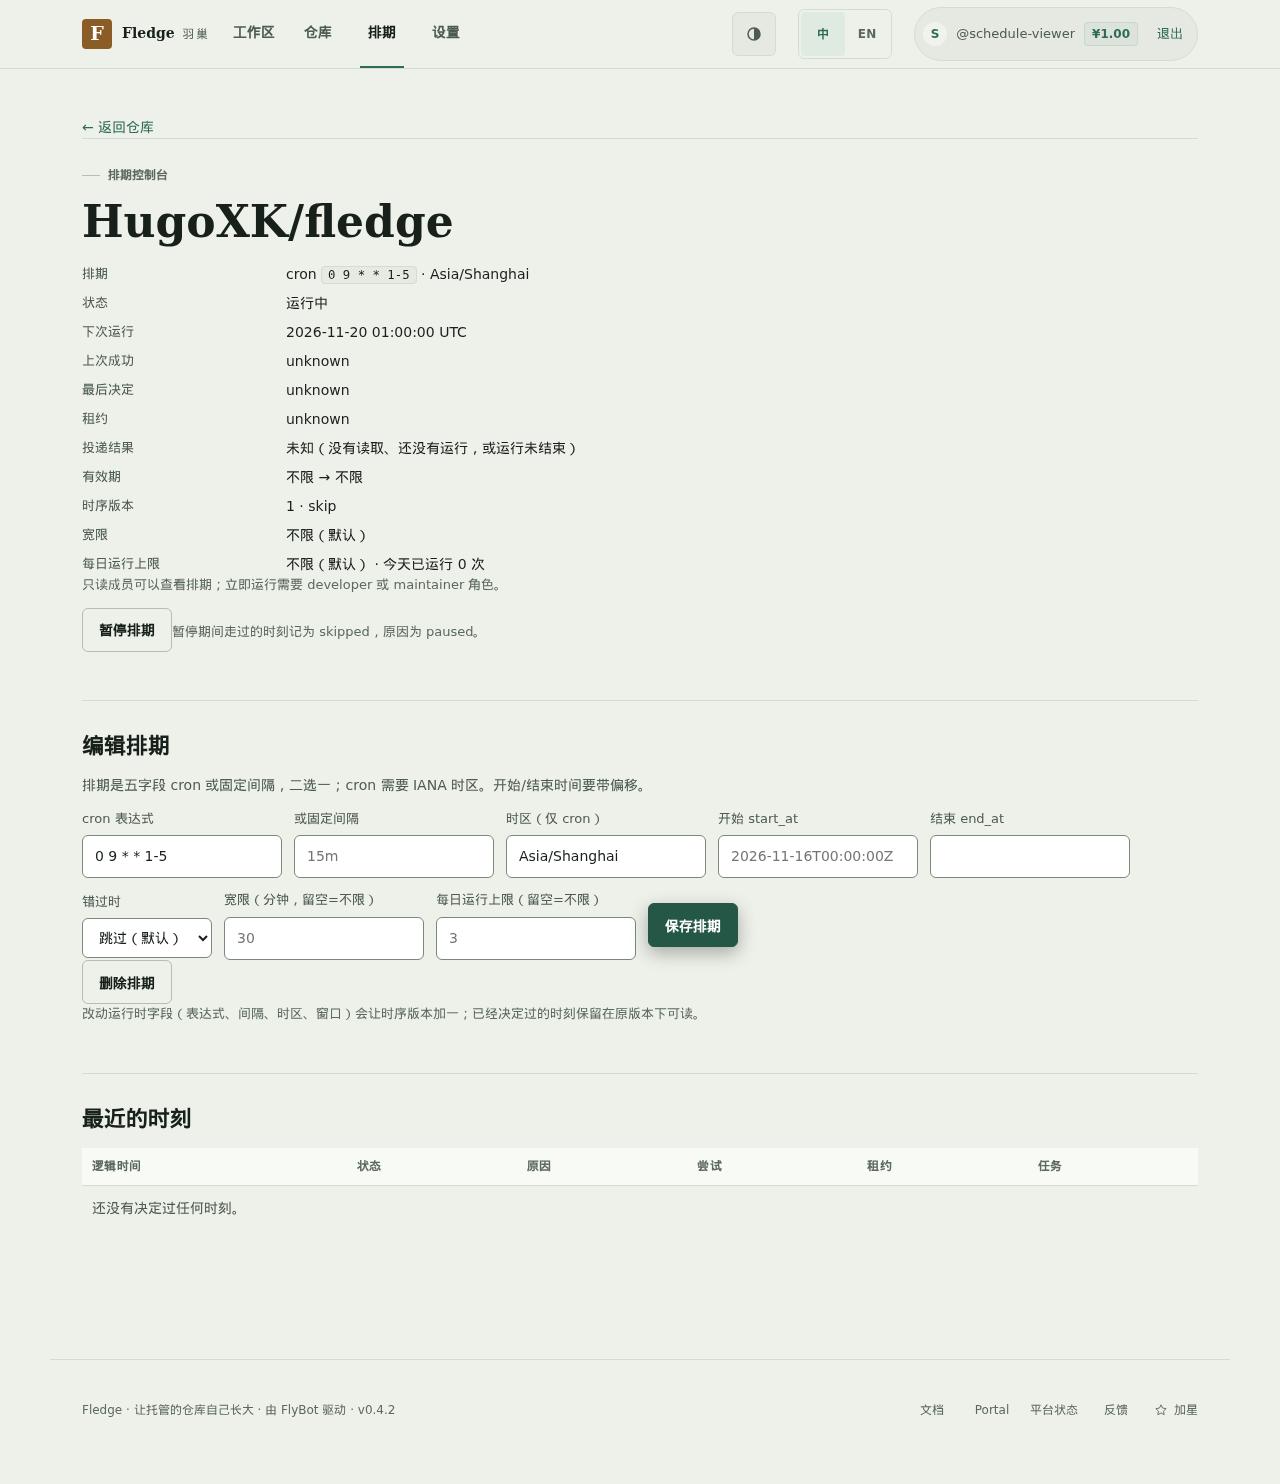 F Fledge 羽巢 工作区 仓库 排期 设置 中 EN S @schedule-viewer ¥1.00 退出
← 返回仓库
排期控制台
HugoXK/fledge
排期 cron 0 9 * * 1-5 · Asia/Shanghai
状态 运行中
下次运行 2026-11-20 01:00:00 UTC
上次成功 unknown
最后决定 unknown
租约 unknown
投递结果 未知（没有读取、还没有运行，或运行未结束）
有效期 不限 → 不限
时序版本 1 · skip
宽限 不限（默认）
每日运行上限 不限（默认） · 今天已运行 0 次
只读成员可以查看排期；立即运行需要 developer 或 maintainer 角色。
暂停排期 暂停期间走过的时刻记为 skipped，原因为 paused。
编辑排期
排期是五字段 cron 或固定间隔，二选一；cron 需要 IANA 时区。开始/结束时间要带偏移。
cron 表达式 或固定间隔 时区（仅 cron） 开始 start_at 结束 end_at
0 9 * * 1-5 15m Asia/Shanghai 2026-11-16T00:00:00Z
错过时 宽限（分钟，留空=不限） 每日运行上限（留空=不限）
跳过（默认） 30 3 保存排期
删除排期
改动运行时字段（表达式、间隔、时区、窗口）会让时序版本加一；已经决定过的时刻保留在原版本下可读。
最近的时刻
逻辑时间 状态 原因 尝试 租约 任务
还没有决定过任何时刻。
Fledge · 让托管的仓库自己长大 · 由 FlyBot 驱动 · v0.4.2 文档 Portal 平台状态 反馈 加星